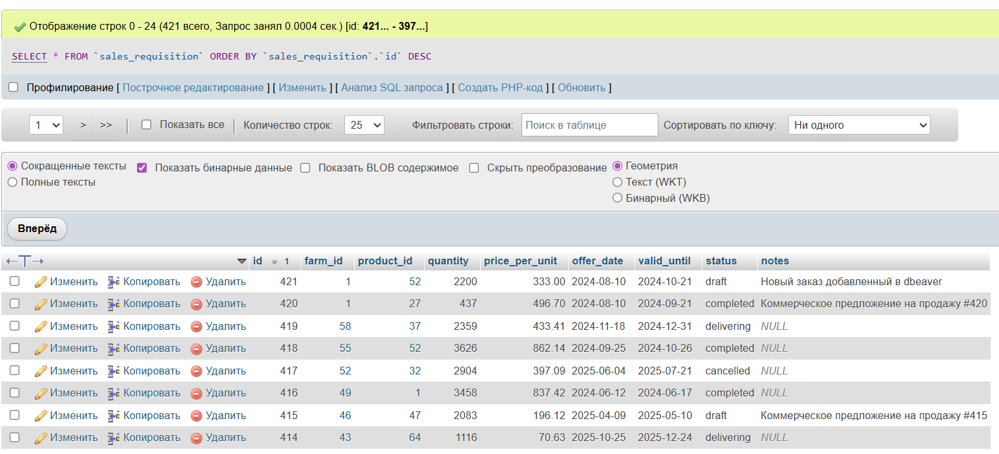 Отображение строк 0 - 24 (421 всего, Запрос занял 0.0004 сек.) [id: 421... - 397...]
SELECT * FROM `sales_requisition` ORDER BY `sales_requisition`.`id` DESC
Профилирование [ Построчное редактирование ] [ Изменить ] [ Анализ SQL запроса ] [ Создать PHP-код ] [ Обновить ]
1 > >> | Показать все | Количество строк: 25 Фильтровать строки: Поиск в таблице Сортировать по ключу: Ни одного
Сокращенные тексты Показать бинарные данные Показать BLOB содержимое Скрыть преобразование Геометрия
Полные тексты Текст (WKT)
Бинарный (WKB)
Вперёд
←T→ id 1 farm_id product_id quantity price_per_unit offer_date valid_until status notes
Изменить Копировать Удалить 421 1 52 2200 333.00 2024-08-10 2024-10-21 draft Новый заказ добавленный в dbeaver
Изменить Копировать Удалить 420 1 27 437 496.70 2024-08-10 2024-09-21 completed Коммерческое предложение на продажу #420
Изменить Копировать Удалить 419 58 37 2359 433.41 2024-11-18 2024-12-31 delivering NULL
Изменить Копировать Удалить 418 55 52 3626 862.14 2024-09-25 2024-10-26 completed NULL
Изменить Копировать Удалить 417 52 32 2904 397.09 2025-06-04 2025-07-21 cancelled NULL
Изменить Копировать Удалить 416 49 1 3458 837.42 2024-06-12 2024-06-17 completed NULL
Изменить Копировать Удалить 415 46 47 2083 196.12 2025-04-09 2025-05-10 draft Коммерческое предложение на продажу #415
Изменить Копировать Удалить 414 43 64 1116 70.63 2025-10-25 2025-12-24 delivering NULL